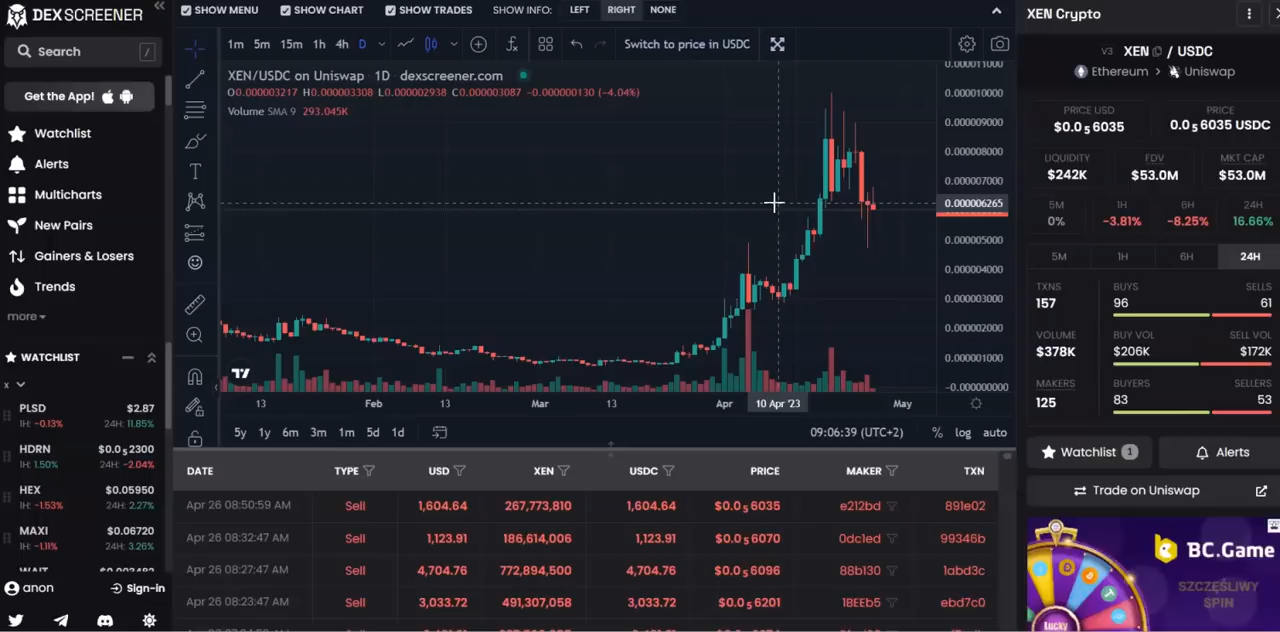 DEX SCREENER
Search /
Get the App!
Watchlist
Alerts
Multicharts
New Pairs
Gainers & Losers
Trends
more
WATCHLIST
x
PLSD $2.87
1H: -0.13% 24H: 11.85%
HDRN $0.0₅2300
1H: 1.50% 24H: -2.04%
HEX $0.05950
1H: -1.53% 24H: 2.27%
MAXI $0.06720
1H: -1.11% 24H: 3.26%
anon Sign-in
SHOW MENU SHOW CHART SHOW TRADES SHOW INFO: LEFT RIGHT NONE
1m 5m 15m 1h 4h D Switch to price in USDC
XEN/USDC on Uniswap · 1D · dexscreener.com
O0.000003217 H0.000003308 L0.000002938 C0.000003087 -0.000000130 (-4.04%)
Volume SMA 9 293.045K
0.000011000
0.000010000
0.000009000
0.000008000
0.000007000
0.000006265
0.000005000
0.000004000
0.000003000
0.000002000
0.000001000
-0.00000000
13 Feb 13 Mar 13 Apr 10 Apr '23 May
5y 1y 6m 3m 1m 5d 1d 09:06:39 (UTC+2) % log auto
DATE TYPE USD XEN USDC PRICE MAKER TXN
Apr 26 08:50:59 AM Sell 1,604.64 267,773,810 1,604.64 $0.0₅6035 e212bd 891e02
Apr 26 08:32:47 AM Sell 1,123.91 186,614,006 1,123.91 $0.0₅6070 0dc1ed 99346b
Apr 26 08:27:47 AM Sell 4,704.76 772,894,500 4,704.76 $0.0₅6096 88b130 1abd3c
Apr 26 08:23:47 AM Sell 3,033.72 491,307,058 3,033.72 $0.0₅6201 1BEEb5 ebd7c0
XEN Crypto
V3 XEN / USDC
Ethereum > Uniswap
PRICE USD PRICE
$0.0₅6035 0.0₅6035 USDC
LIQUIDITY FDV MKT CAP
$242K $53.0M $53.0M
5M 1H 6H 24H
0% -3.81% -8.25% 16.66%
5M 1H 6H 24H
TXNS BUYS SELLS
157 96 61
VOLUME BUY VOL SELL VOL
$378K $206K $172K
MAKERS BUYERS SELLERS
125 83 53
Watchlist 1 Alerts
Trade on Uniswap
BC.Game
SZCZĘŚLIWY
SPIN
Lucky